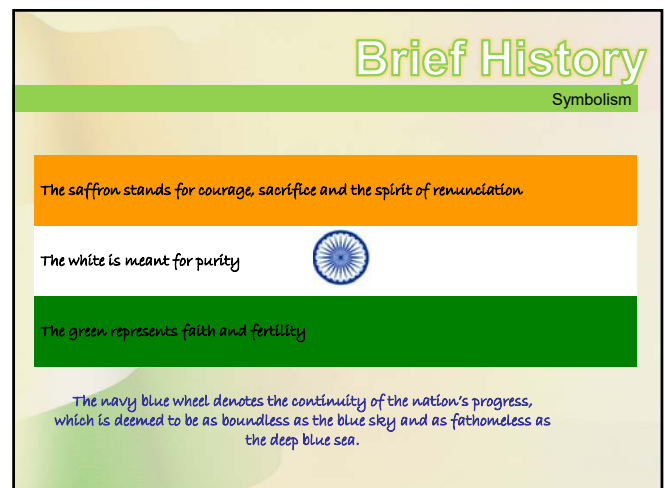 Brief History
Symbolism
The saffron stands for courage, sacrifice and the spirit of renunciation
The white is meant for purity
The green represents faith and fertility
The navy blue wheel denotes the continuity of the nation's progress,
which is deemed to be as boundless as the blue sky and as fathomeless as
the deep blue sea.